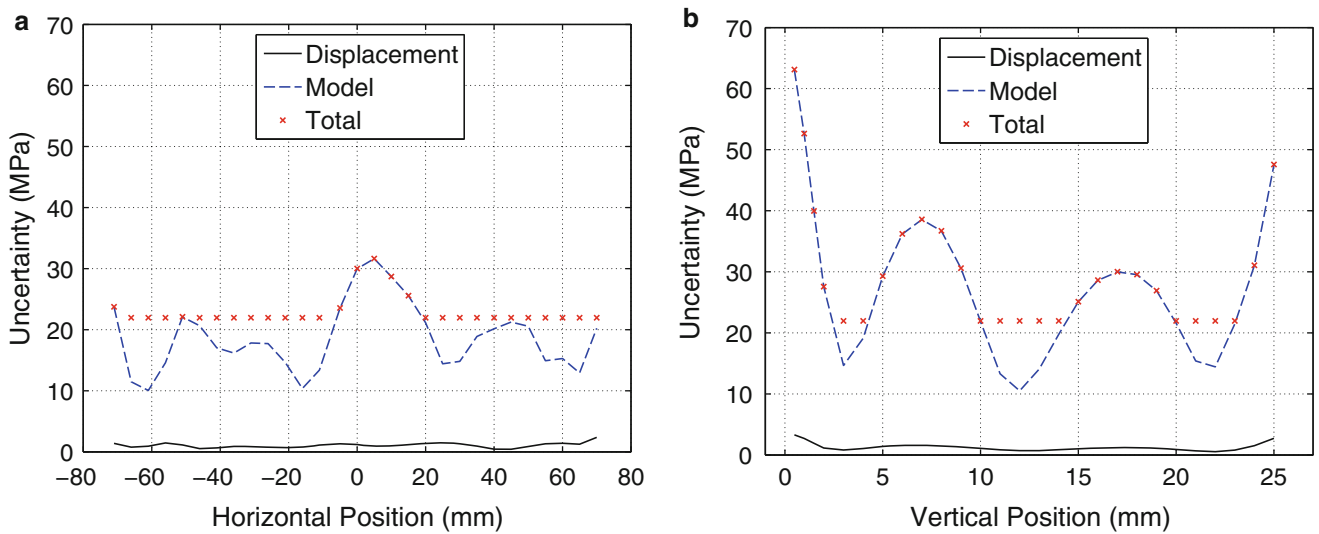 a
Uncertainty (MPa)
70
60
50
40
30
20
10
0
−80 −60 −40 −20 0 20 40 60 80
Horizontal Position (mm)
Displacement
Model
Total
b
Uncertainty (MPa)
70
60
50
40
30
20
10
0
0 5 10 15 20 25
Vertical Position (mm)
Displacement
Model
Total